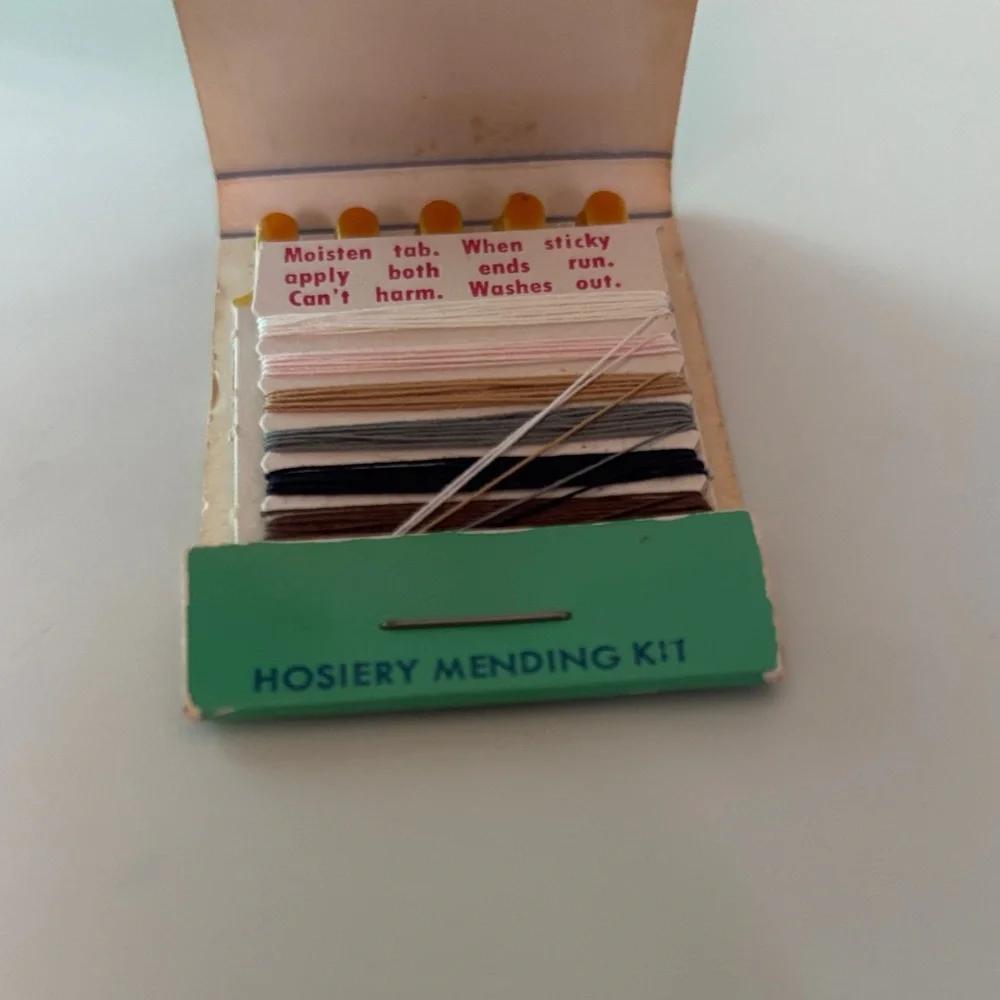 Moisten tab. When sticky
apply both ends run.
Can't harm. Washes out.
HOSIERY MENDING KIT